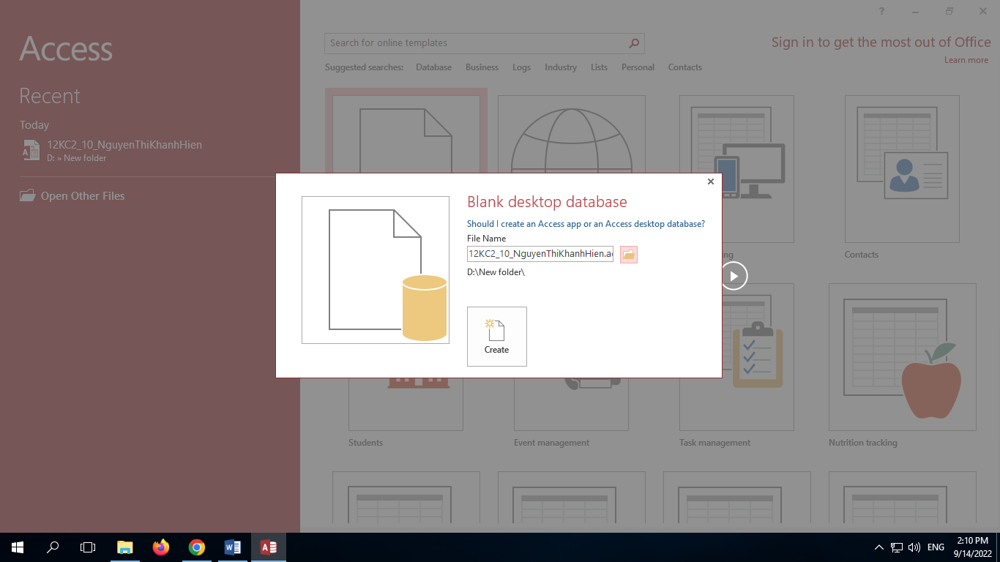 Access
Recent
Today
12KC2_10_NguyenThiKhanhHien
D: » New folder
Open Other Files
?
Search for online templates
Sign in to get the most out of Office
Learn more
Suggested searches: Database Business Logs Industry Lists Personal Contacts
Blank desktop database
Should I create an Access app or an Access desktop database?
File Name
12KC2_10_NguyenThiKhanhHien.ac
D:\New folder\
Create
Contacts
Students
Event management
Task management
Nutrition tracking
ENG
2:10 PM
9/14/2022